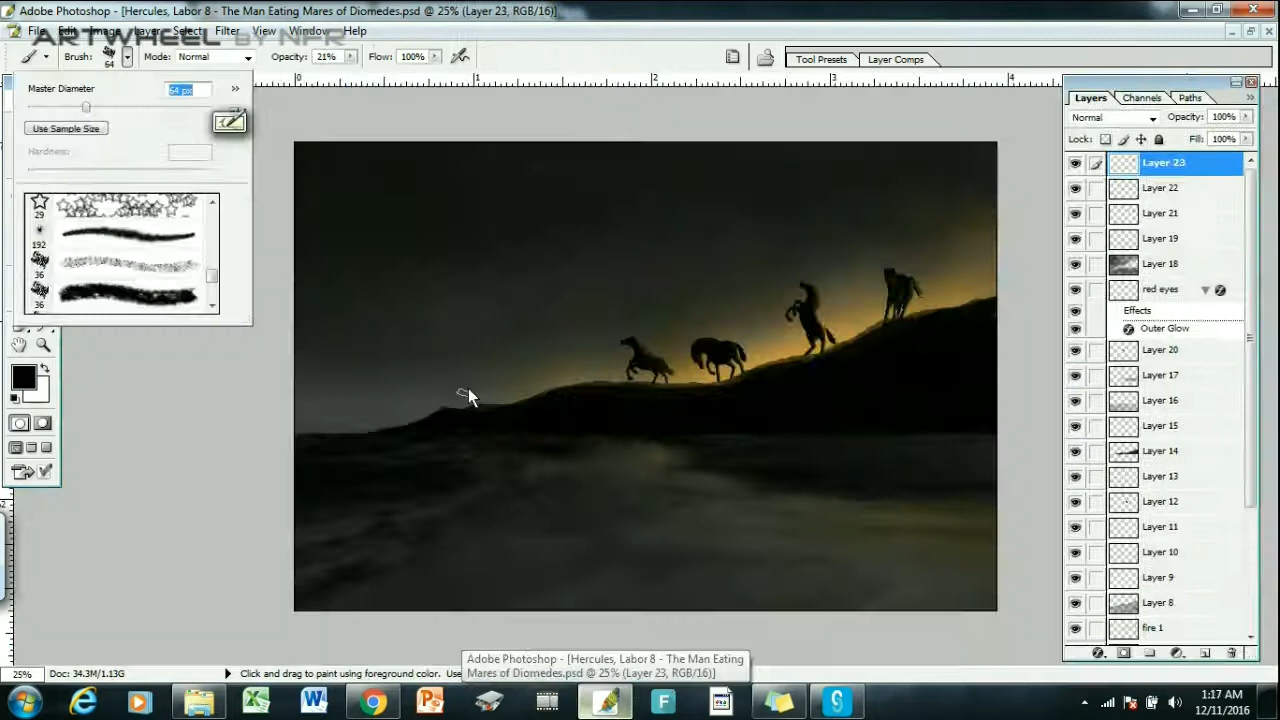 Adobe Photoshop - [Hercules, Labor 8 - The Man Eating Mares of Diomedes.psd @ 25% (Layer 23, RGB/16)]
File Edit Image Layer Select Filter View Window Help
ARTWHEEL BY NFR
Brush: 64 Mode: Normal Opacity: 21% Flow: 100% Tool Presets Layer Comps
Master Diameter 64 px
Use Sample Size
Hardness:
29
192
36
36
0 1 2 3 4
Layers Channels Paths
Normal Opacity: 100%
Lock: Fill: 100%
Layer 23
Layer 22
Layer 21
Layer 19
Layer 18
red eyes
Effects
Outer Glow
Layer 20
Layer 17
Layer 16
Layer 15
Layer 14
Layer 13
Layer 12
Layer 11
Layer 10
Layer 9
Layer 8
fire 1
25% Doc: 34.3M/1.13G Click and drag to paint using foreground color. Use
Adobe Photoshop - [Hercules, Labor 8 - The Man Eating
Mares of Diomedes.psd @ 25% (Layer 23, RGB/16)]
1:17 AM
12/11/2016